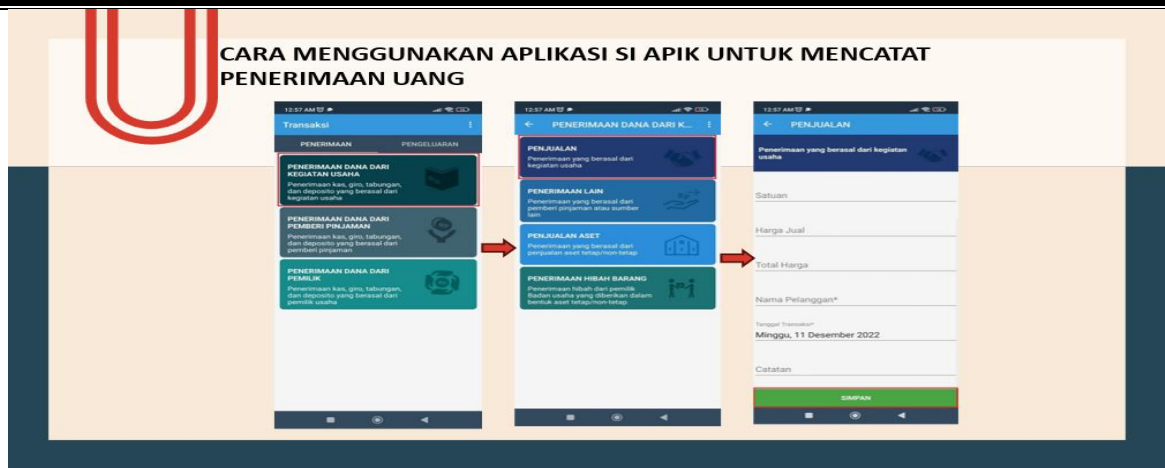 CARA MENGGUNAKAN APLIKASI SI APIK UNTUK MENCATAT
PENERIMAAN UANG
12:57 AM
Transaksi
PENERIMAAN
PENGELUARAN
PENERIMAAN DANA DARI
KEGIATAN USAHA
Penerimaan kas, giro, tabungan,
dan deposito yang berasal dari
kegiatan usaha
PENERIMAAN DANA DARI
PEMBERI PINJAMAN
Penerimaan kas, giro, tabungan,
dan deposito yang berasal dari
pemberi pinjaman
PENERIMAAN DANA DARI
PEMILIK
Penerimaan kas, giro, tabungan,
dan deposito yang berasal dari
pemilik usaha
12:57 AM
PENERIMAAN DANA DARI K...
PENJUALAN
Penerimaan yang berasal dari
kegiatan usaha
PENERIMAAN LAIN
Penerimaan yang berasal dari
pemberi pinjaman atau sumber
lain
PENJUALAN ASET
Penerimaan yang berasal dari
penjualan aset tetap/non-tetap
PENERIMAAN HIBAH BARANG
Penerimaan hibah dari pemilik
Badan usaha yang diberikan dalam
bentuk aset tetap/non-tetap
12:57 AM
PENJUALAN
Penerimaan yang berasal dari kegiatan
usaha
Satuan
Harga Jual
Total Harga
Nama Pelanggan*
Tanggal Transaksi*
Minggu, 11 Desember 2022
Catatan
SIMPAN